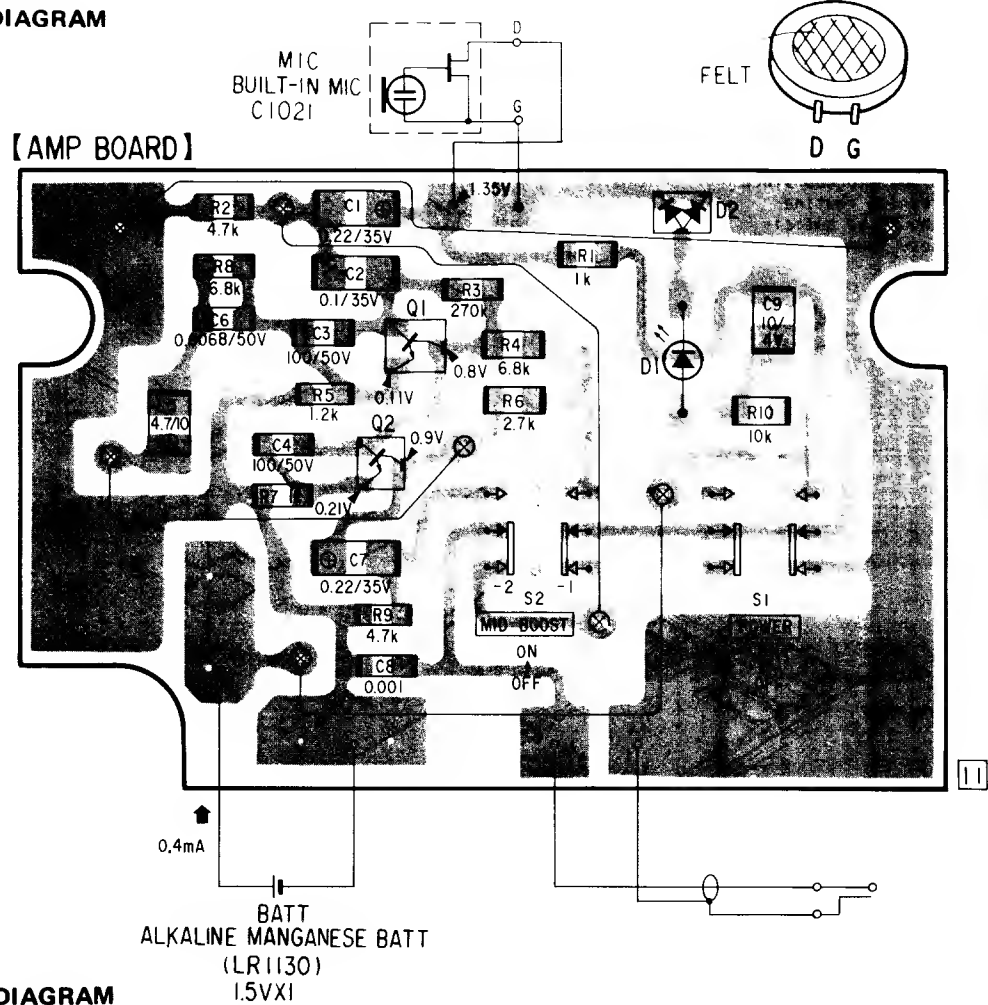 DIAGRAM
MIC
BUILT-IN MIC
C1021
D
G
FELT
D G
[AMP BOARD]
1.35V
R2
4.7k
C1
0.22/35V
D2
R8
6.8k
C2
0.1/35V
R3
270k
R1
1k
C6
0.0068/50V
C3
100/50V
Q1
R4
6.8k
0.8V
0.11V
C9
10/
4V
D1
R5
1.2k
R6
2.7k
R10
10k
4.7/10
Q2
0.9V
C4
100/50V
R7
0.21V
C7
0.22/35V
-2
-1
S2
S1
R9
4.7k
MID BOOST
POWER
ON
OFF
C8
0.001
11
0.4mA
BATT
ALKALINE MANGANESE BATT
(LR1130)
1.5VX1
DIAGRAM